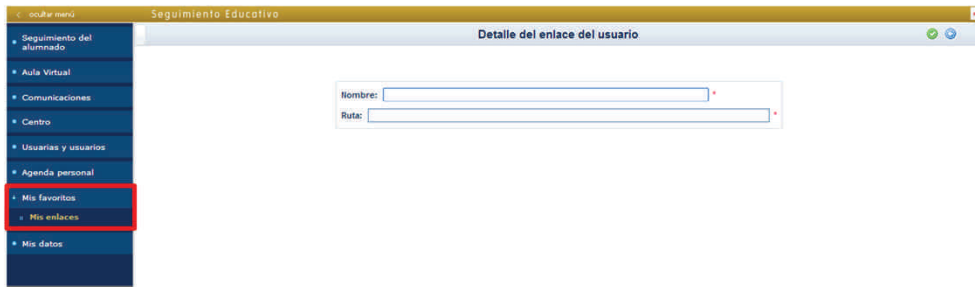 ocultar menú
Seguimiento Educativo
Detalle del enlace del usuario
Seguimiento del
alumnado
Aula Virtual
Comunicaciones
Centro
Usuarias y usuarios
Agenda personal
Mis favoritos
Mis enlaces
Mis datos
Nombre: *
Ruta: *